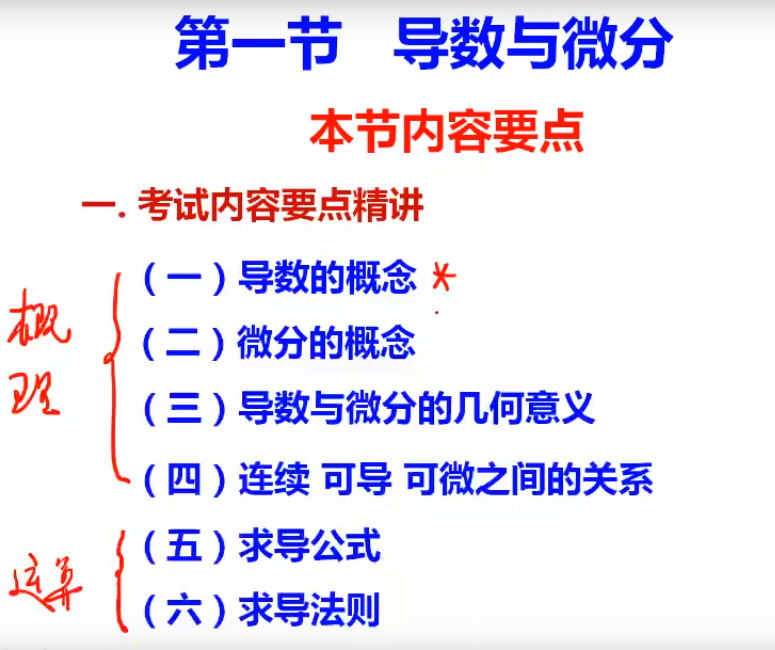 第一节 导数与微分
本节内容要点
一. 考试内容要点精讲
（一）导数的概念 *
（二）微分的概念
（三）导数与微分的几何意义
（四）连续 可导 可微之间的关系
概
理
（五）求导公式
（六）求导法则
运算